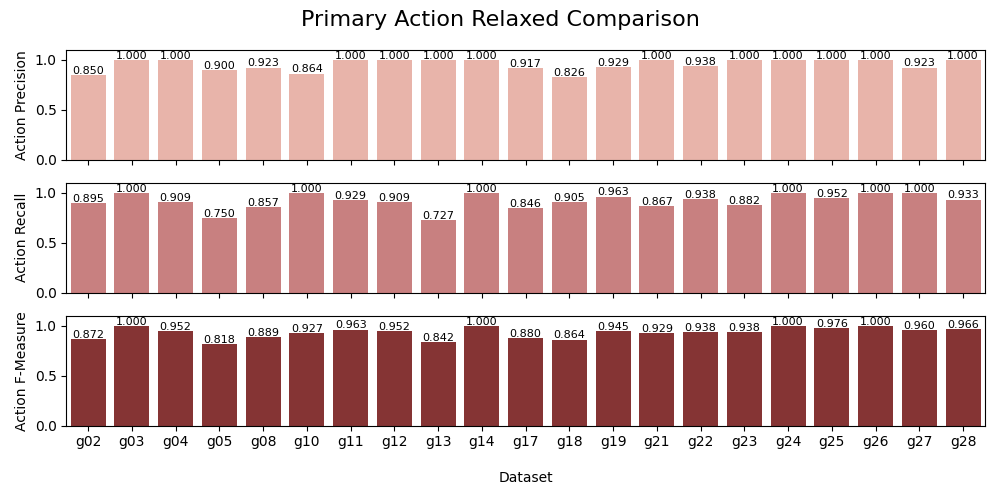 Primary Action Relaxed Comparison
Action Precision
1.0
0.5
0.0
0.850 1.000 1.000 0.900 0.923 0.864 1.000 1.000 1.000 1.000 0.917 0.826 0.929 1.000 0.938 1.000 1.000 1.000 1.000 0.923 1.000
Action Recall
1.0
0.5
0.0
0.895 1.000 0.909 0.750 0.857 1.000 0.929 0.909 0.727 1.000 0.846 0.905 0.963 0.867 0.938 0.882 1.000 0.952 1.000 1.000 0.933
Action F-Measure
1.0
0.5
0.0
0.872 1.000 0.952 0.818 0.889 0.927 0.963 0.952 0.842 1.000 0.880 0.864 0.945 0.929 0.938 0.938 1.000 0.976 1.000 0.960 0.966
g02 g03 g04 g05 g08 g10 g11 g12 g13 g14 g17 g18 g19 g21 g22 g23 g24 g25 g26 g27 g28
Dataset